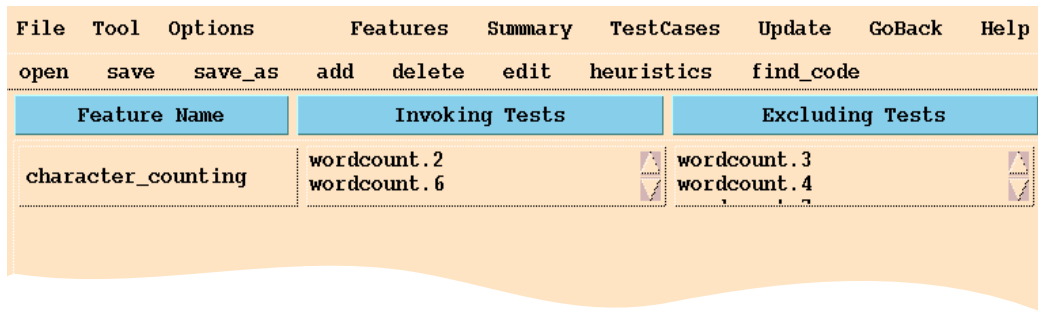 File Tool Options Features Summary TestCases Update GoBack Help
open save save_as add delete edit heuristics find_code
Feature Name Invoking Tests Excluding Tests
character_counting
wordcount.2
wordcount.6
wordcount.3
wordcount.4